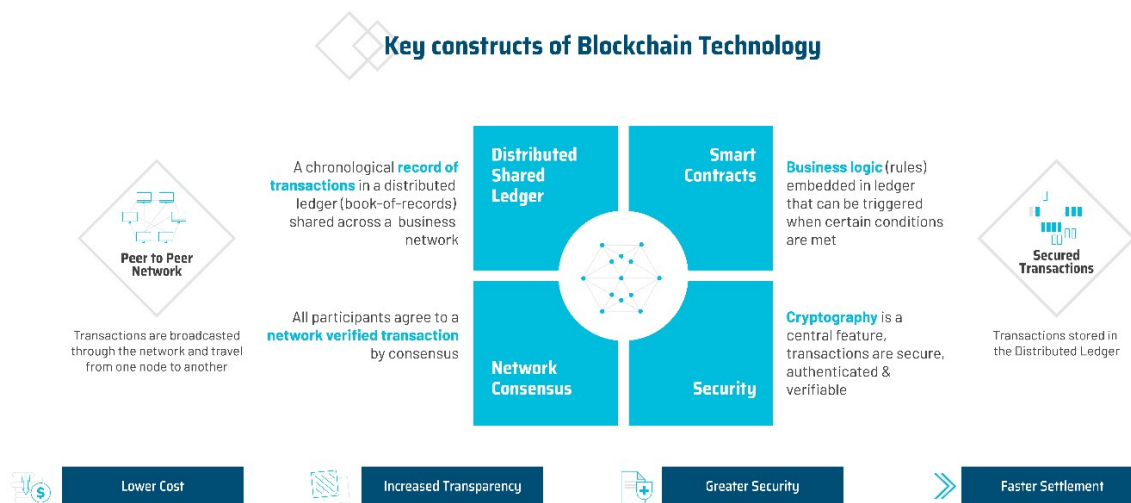 Key constructs of Blockchain Technology
Peer to Peer
Network
Transactions are broadcasted
through the network and travel
from one node to another
A chronological record of
transactions in a distributed
ledger (book-of-records)
shared across a business
network
Distributed
Shared
Ledger
Smart
Contracts
Business logic (rules)
embedded in ledger
that can be triggered
when certain conditions
are met
All participants agree to a
network verified transaction
by consensus
Network
Consensus
Security
Cryptography is a
central feature,
transactions are secure,
authenticated &
verifiable
Secured
Transactions
Transactions stored in
the Distributed Ledger
$
Lower Cost
Increased Transparency
Greater Security
Faster Settlement